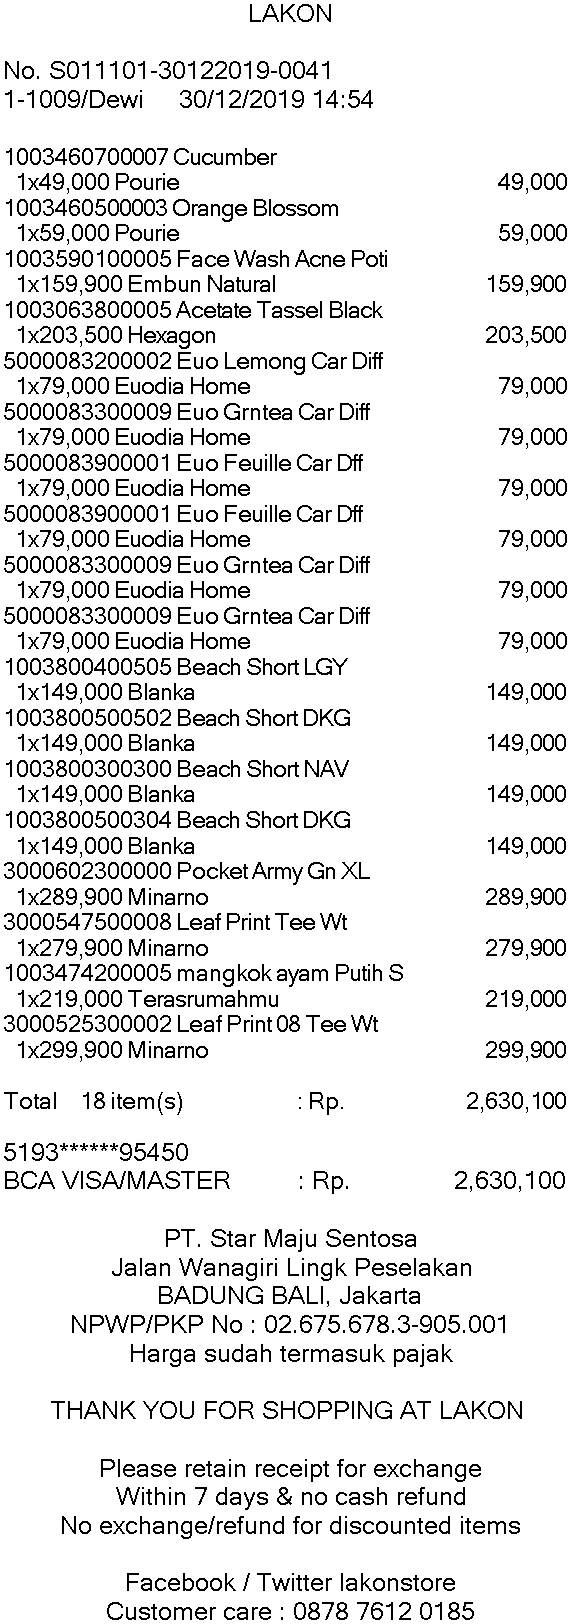 LAKON
No. S011101-30122019-0041
1-1009/Dewi 30/12/2019 14:54
1003460700007 Cucumber
1x49,000 Pourie 49,000
1003460500003 Orange Blossom
1x59,000 Pourie 59,000
1003590100005 Face Wash Acne Poti
1x159,900 Embun Natural 159,900
1003063800005 Acetate Tassel Black
1x203,500 Hexagon 203,500
5000083200002 Euo Lemong Car Diff
1x79,000 Euodia Home 79,000
5000083300009 Euo Grntea Car Diff
1x79,000 Euodia Home 79,000
5000083900001 Euo Feuille Car Dff
1x79,000 Euodia Home 79,000
5000083900001 Euo Feuille Car Dff
1x79,000 Euodia Home 79,000
5000083300009 Euo Grntea Car Diff
1x79,000 Euodia Home 79,000
5000083300009 Euo Grntea Car Diff
1x79,000 Euodia Home 79,000
1003800400505 Beach Short LGY
1x149,000 Blanka 149,000
1003800500502 Beach Short DKG
1x149,000 Blanka 149,000
1003800300300 Beach Short NAV
1x149,000 Blanka 149,000
1003800500304 Beach Short DKG
1x149,000 Blanka 149,000
3000602300000 Pocket Army Gn XL
1x289,900 Minarno 289,900
3000547500008 Leaf Print Tee Wt
1x279,900 Minarno 279,900
1003474200005 mangkok ayam Putih S
1x219,000 Terasrumahmu 219,000
3000525300002 Leaf Print 08 Tee Wt
1x299,900 Minarno 299,900
Total 18 item(s) : Rp. 2,630,100
5193******95450
BCA VISA/MASTER : Rp. 2,630,100
PT. Star Maju Sentosa
Jalan Wanagiri Lingk Peselakan
BADUNG BALI, Jakarta
NPWP/PKP No : 02.675.678.3-905.001
Harga sudah termasuk pajak
THANK YOU FOR SHOPPING AT LAKON
Please retain receipt for exchange
Within 7 days & no cash refund
No exchange/refund for discounted items
Facebook / Twitter lakonstore
Customer care : 0878 7612 0185